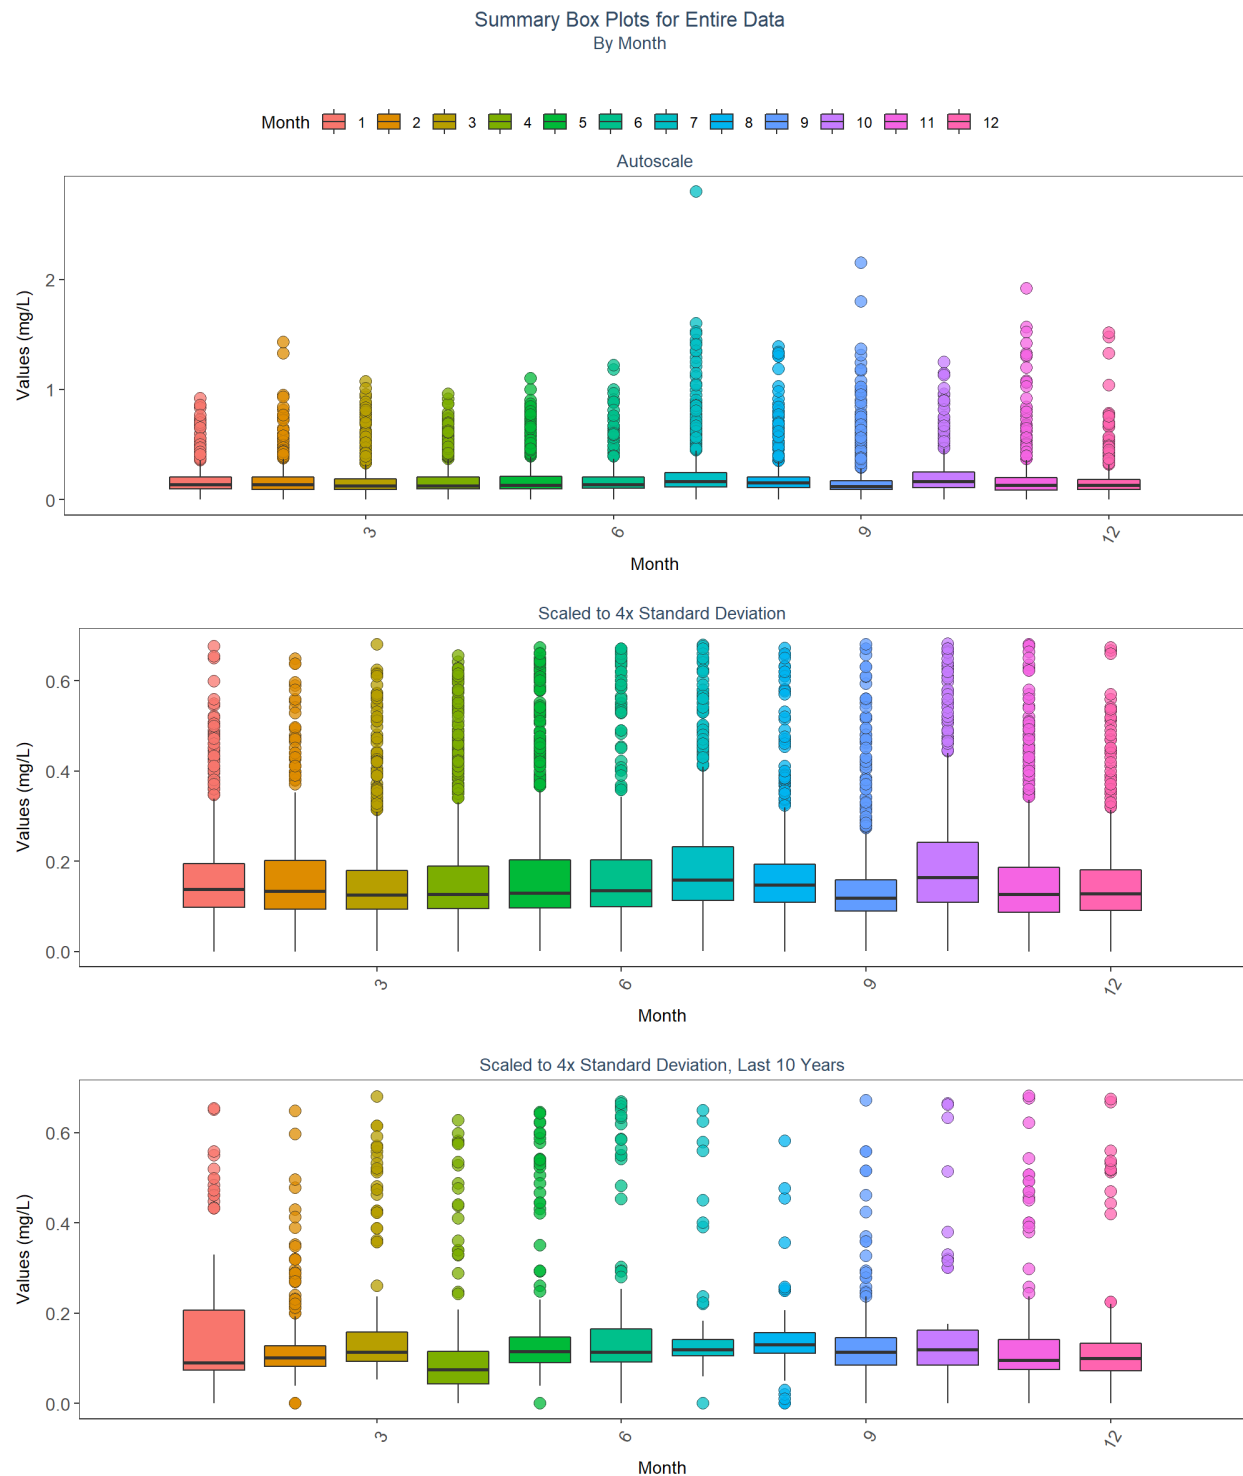 Summary Box Plots for Entire Data
By Month
Month 1 2 3 4 5 6 7 8 9 10 11 12
Autoscale
Values (mg/L)
2
1
0
3 6 9 12
Month
Scaled to 4x Standard Deviation
Values (mg/L)
0.6
0.4
0.2
0.0
3 6 9 12
Month
Scaled to 4x Standard Deviation, Last 10 Years
Values (mg/L)
0.6
0.4
0.2
0.0
3 6 9 12
Month